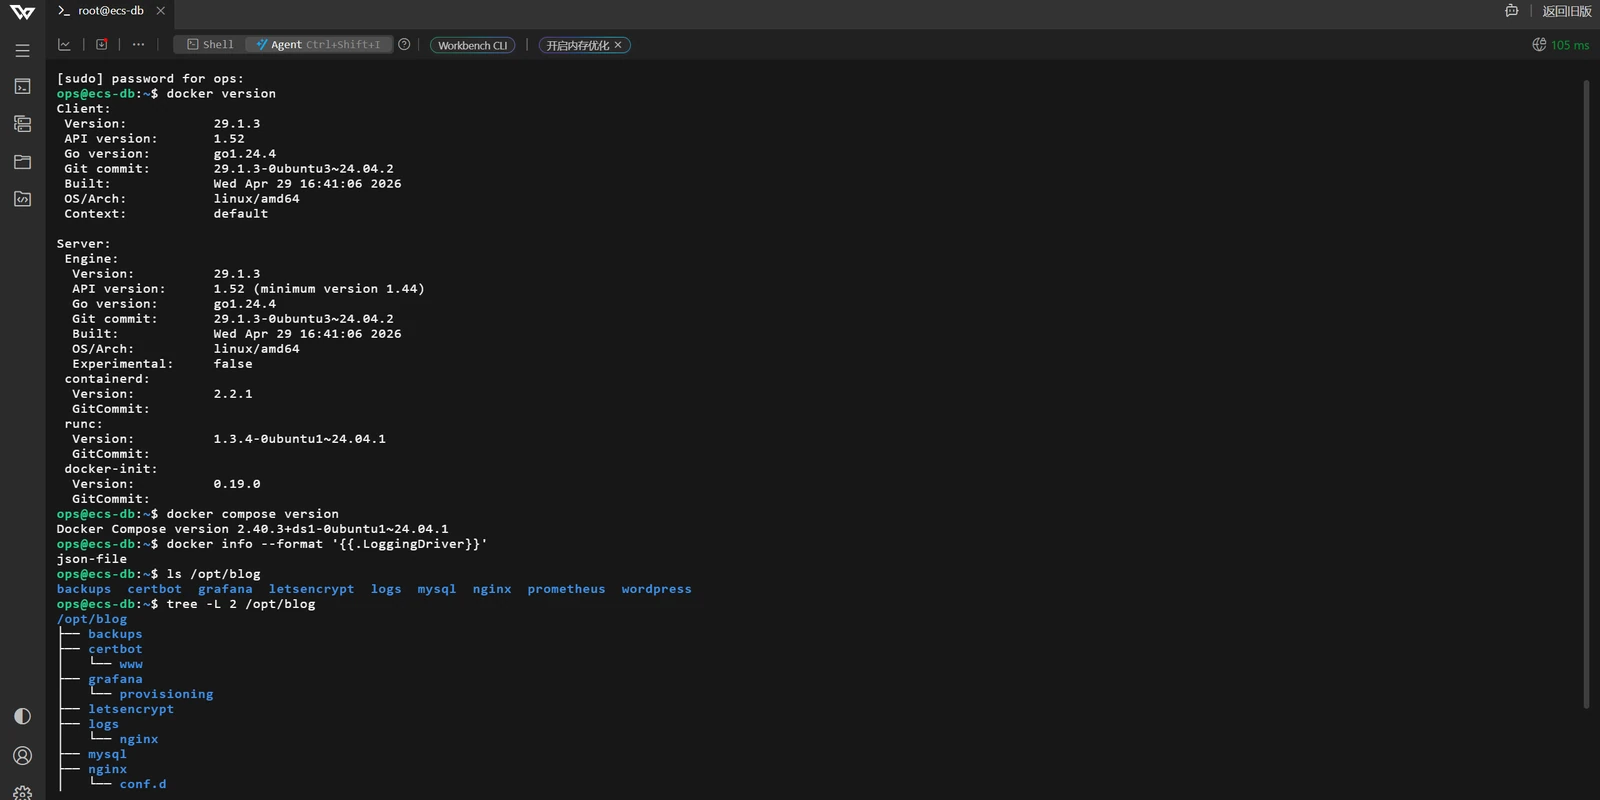 root@ecs-db
返回旧版
Shell
Agent Ctrl+Shift+I
Workbench CLI
开启内存优化
105 ms
[sudo] password for ops:
ops@ecs-db:~$ docker version
Client:
 Version:           29.1.3
 API version:       1.52
 Go version:        go1.24.4
 Git commit:        29.1.3-0ubuntu3~24.04.2
 Built:             Wed Apr 29 16:41:06 2026
 OS/Arch:           linux/amd64
 Context:           default

Server:
 Engine:
  Version:          29.1.3
  API version:      1.52 (minimum version 1.44)
  Go version:       go1.24.4
  Git commit:       29.1.3-0ubuntu3~24.04.2
  Built:            Wed Apr 29 16:41:06 2026
  OS/Arch:          linux/amd64
  Experimental:     false
 containerd:
  Version:          2.2.1
  GitCommit:
 runc:
  Version:          1.3.4-0ubuntu1~24.04.1
  GitCommit:
 docker-init:
  Version:          0.19.0
  GitCommit:
ops@ecs-db:~$ docker compose version
Docker Compose version 2.40.3+ds1-0ubuntu1~24.04.1
ops@ecs-db:~$ docker info --format '{{.LoggingDriver}}'
json-file
ops@ecs-db:~$ ls /opt/blog
backups  certbot  grafana  letsencrypt  logs  mysql  nginx  prometheus  wordpress
ops@ecs-db:~$ tree -L 2 /opt/blog
/opt/blog
├── backups
├── certbot
│   └── www
├── grafana
│   └── provisioning
├── letsencrypt
├── logs
│   └── nginx
├── mysql
├── nginx
│   └── conf.d